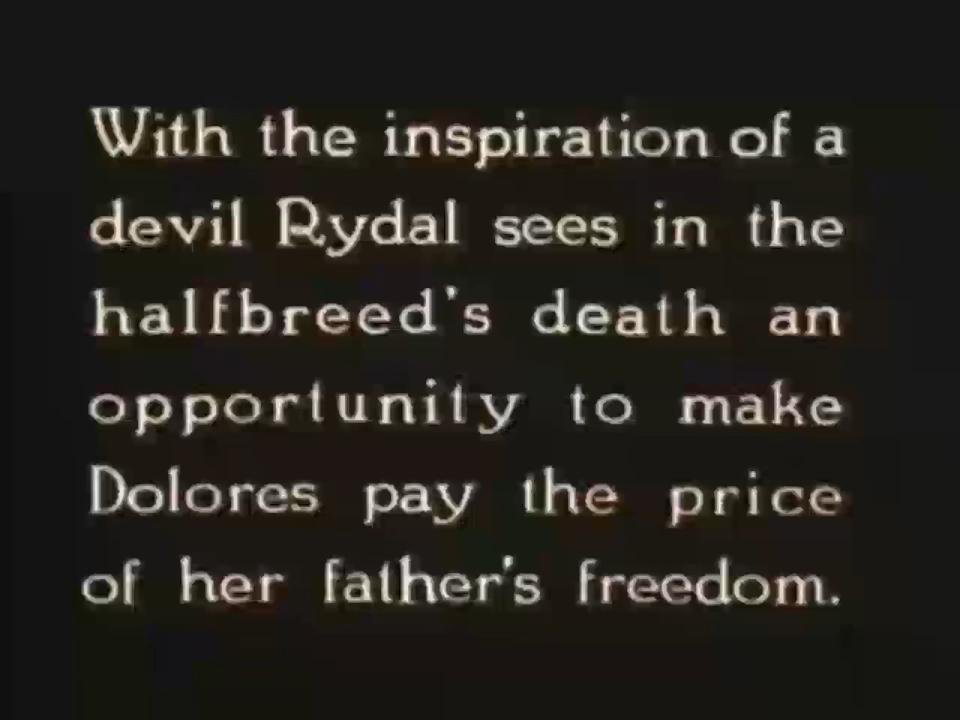 With the inspiration of a
devil Rydal sees in the
halfbreed's death an
opportunity to make
Dolores pay the price
of her father's freedom.